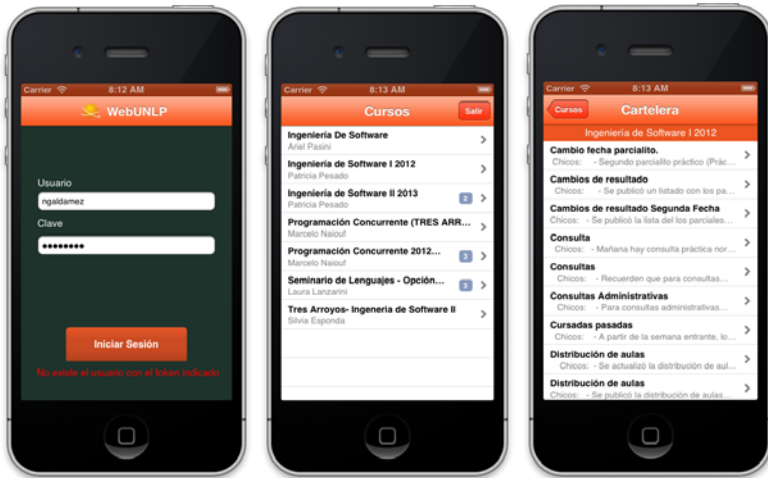 Carrier 8:12 AM
WebUNLP
Usuario
ngaldamez
Clave
••••••••
Iniciar Sesión
No existe el usuario con el token indicado
Carrier 8:13 AM
Cursos Salir
Ingeniería De Software
Ariel Pasini
Ingeniería de Software I 2012
Patricia Pesado
Ingeniería de Software II 2013
Patricia Pesado
2
Programación Concurrente (TRES ARR...
Marcelo Naiouf
Programación Concurrente 2012...
Marcelo Naiouf
3
Seminario de Lenguajes - Opción...
Laura Lanzarini
3
Tres Arroyos- Ingeneria de Software II
Silvia Esponda
Carrier 8:13 AM
Cursos Cartelera
Ingeniería de Software I 2012
Cambio fecha parcialito.
Chicos: - Segundo parcialito práctico (Prác...
Cambios de resultado
Chicos: - Se publicó un listado con los pa...
Cambios de resultado Segunda Fecha
Chicos: - Se publicó la lista del los parciales...
Consulta
Chicos: - Mañana hay consulta práctica nor...
Consultas
Chicos: - Recuerden que para consultas...
Consultas Administrativas
Chicos: - Para consultas administrativas...
Cursadas pasadas
Chicos: - A partir de la semana entrante, lo...
Distribución de aulas
Chicos: - Se actualizó la distribución de aul...
Distribución de aulas
Chicos: - Se publicó la distribución de aulas...